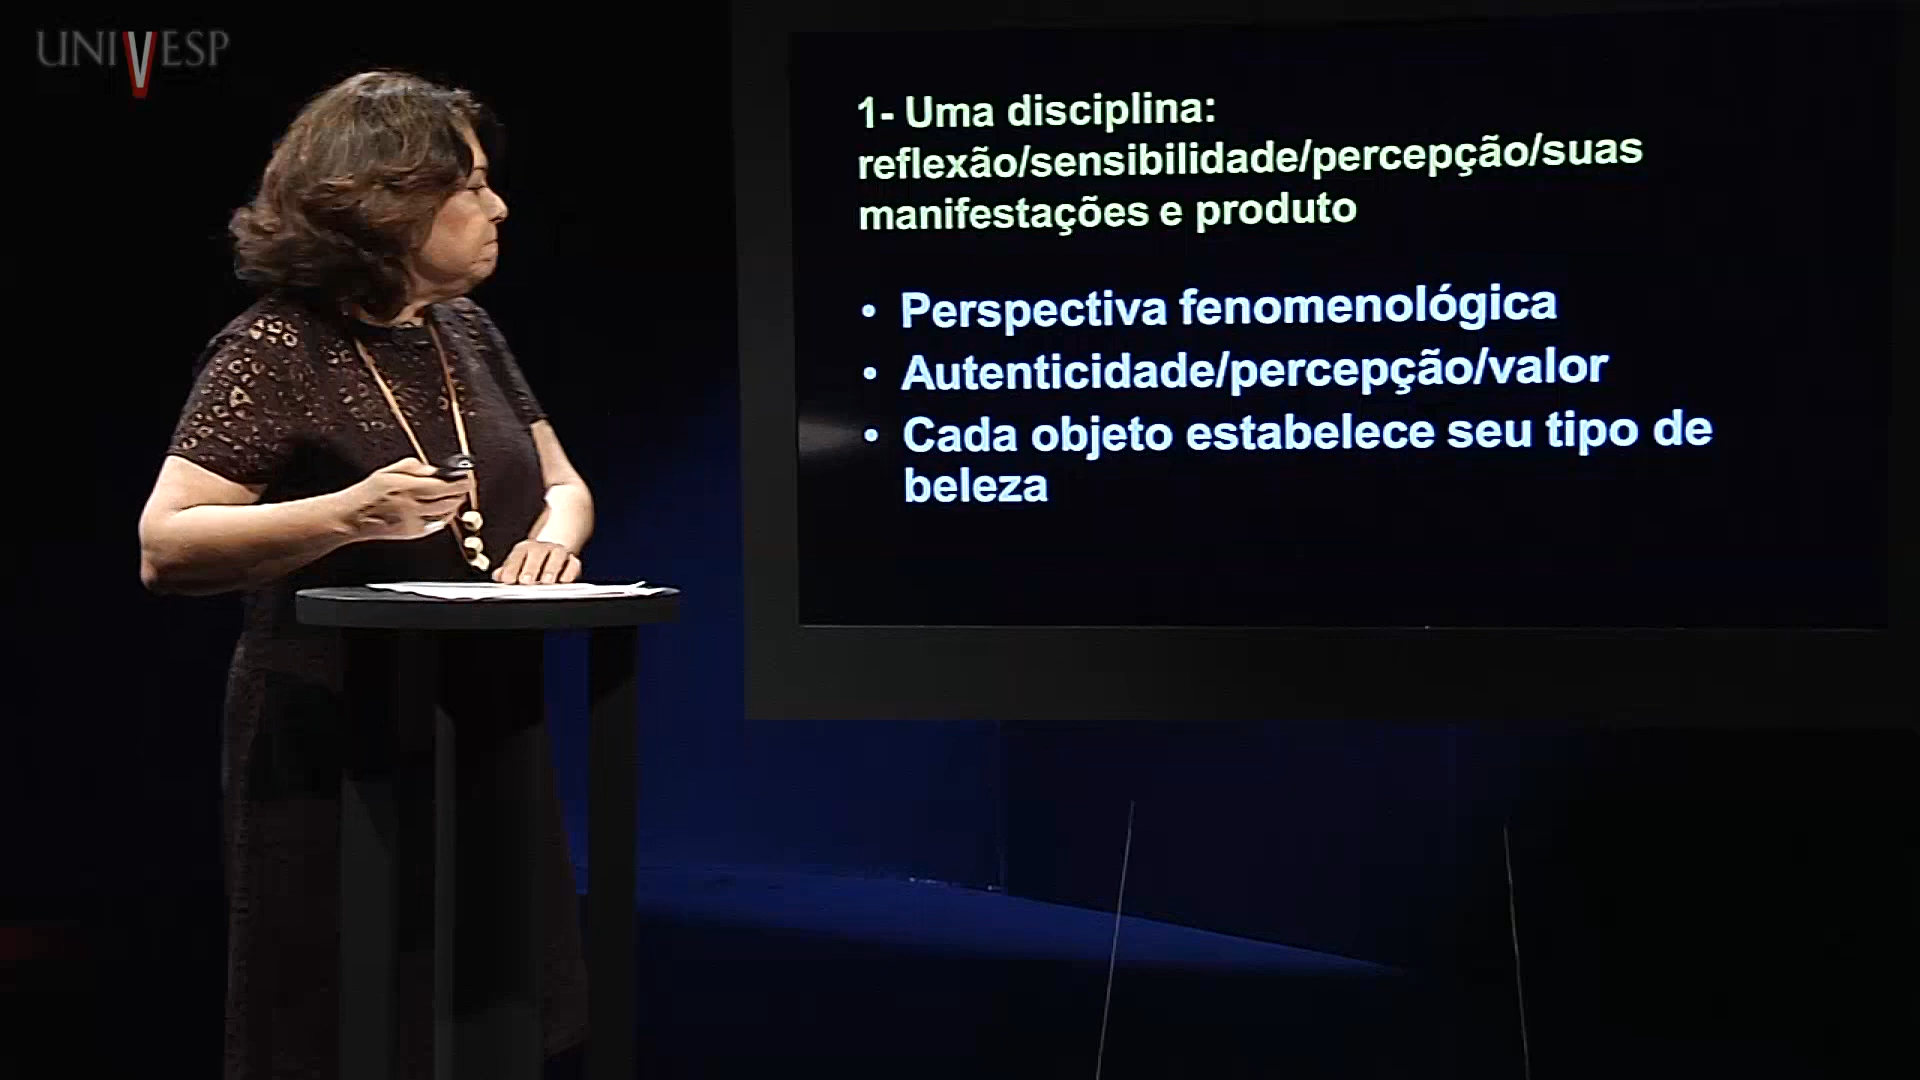 UNIVESP
1- Uma disciplina:
reflexão/sensibilidade/percepção/suas
manifestações e produto
• Perspectiva fenomenológica
• Autenticidade/percepção/valor
• Cada objeto estabelece seu tipo de
beleza